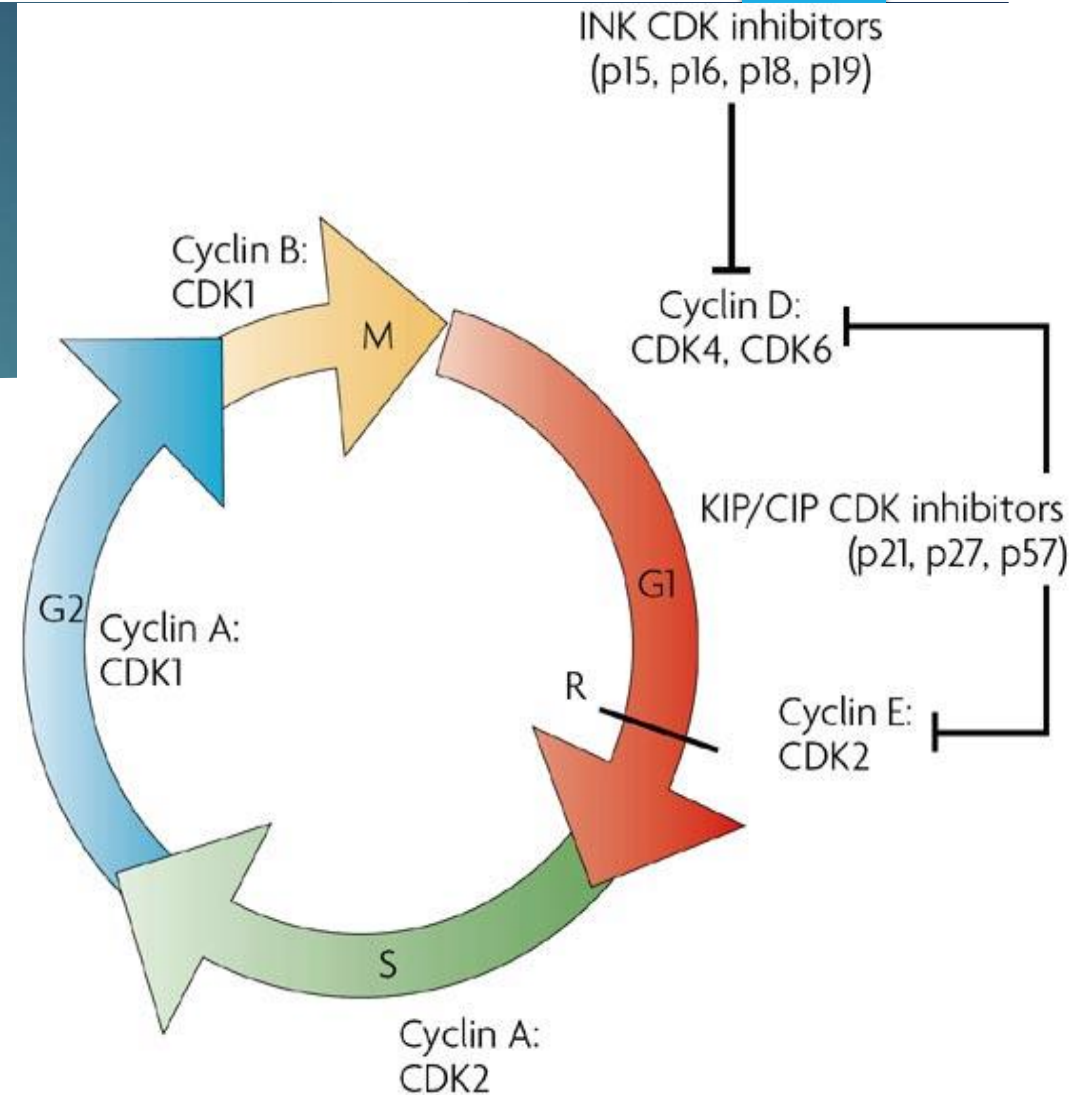 INK CDK inhibitors
(p15, p16, p18, p19)
Cyclin B:
CDK1
M
Cyclin D:
CDK4, CDK6
KIP/CIP CDK inhibitors
(p21, p27, p57)
G1
G2
Cyclin A:
CDK1
R
Cyclin E:
CDK2
S
Cyclin A:
CDK2